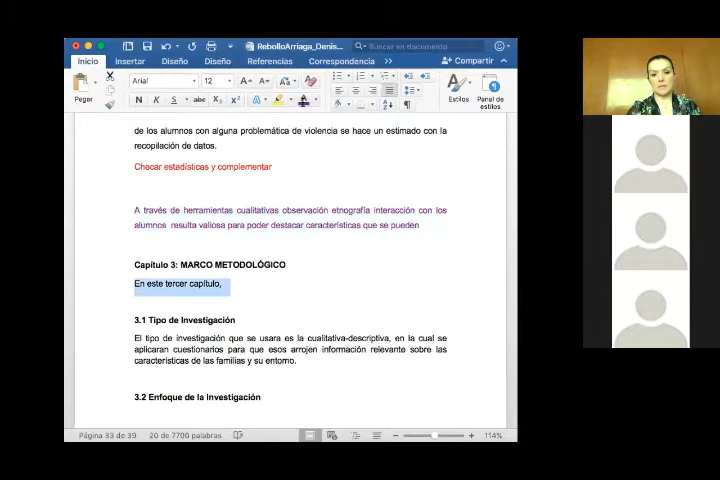 RebolloArriaga_Denis...
Buscar en documento
Inicio Insertar Diseño Diseño Referencias Correspondencia >> Compartir
Pegar
Arial 12
Estilos
Panel de
estilos
de los alumnos con alguna problemática de violencia se hace un estimado con la
recopilación de datos.
Checar estadísticas y complementar
A través de herramientas cualitativas observación etnografía interacción con los
alumnos resulta valiosa para poder destacar características que se pueden
Capítulo 3: MARCO METODOLÓGICO
En este tercer capítulo,
3.1 Tipo de Investigación
El tipo de investigación que se usara es la cualitativa-descriptiva, en la cual se
aplicaran cuestionarios para que esos arrojen información relevante sobre las
características de las familias y su entorno.
3.2 Enfoque de la Investigación
Página 33 de 39 20 de 7700 palabras 114%